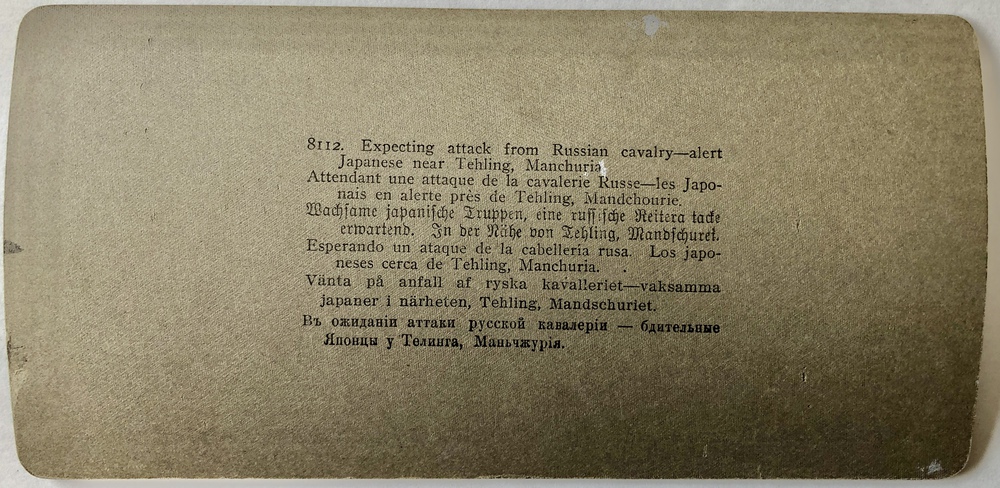 8112. Expecting attack from Russian cavalry—alert
Japanese near Tehling, Manchuria
Attendant une attaque de la cavalerie Russe—les Japo-
nais en alerte près de Tehling, Mandchourie.
Wachsame japanische Truppen, eine russische Reitera tacke
erwartend. In der Nähe von Tehling, Mandschurei.
Esperando un ataque de la cabelleria rusa. Los japo-
neses cerca de Tehling, Manchuria.
Vänta på anfall af ryska kavalleriet—vaksamma
japaner i närheten, Tehling, Mandschuriet.
Въ ожиданіи аттаки русской кавалеріи — бдительные
Японцы у Телинга, Маньчжурія.